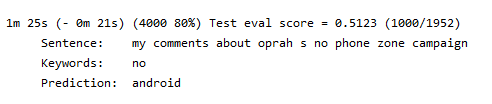 1m 25s (- 0m 21s) (4000 80%) Test eval score = 0.5123 (1000/1952)
Sentence: my comments about oprah s no phone zone campaign
Keywords: no
Prediction: android